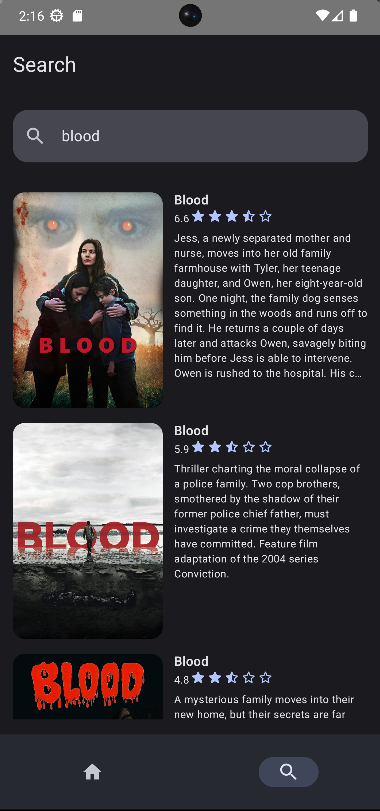 2:16
Search
blood
Blood
6.6
Jess, a newly separated mother and
nurse, moves into her old family
farmhouse with Tyler, her teenage
daughter, and Owen, her eight-year-old
son. One night, the family dog senses
something in the woods and runs off to
find it. He returns a couple of days
later and attacks Owen, savagely biting
him before Jess is able to intervene.
Owen is rushed to the hospital. His c…
BLOOD
Blood
5.9
Thriller charting the moral collapse of
a police family. Two cop brothers,
smothered by the shadow of their
former police chief father, must
investigate a crime they themselves
have committed. Feature film
adaptation of the 2004 series
Conviction.
BLOOD
Blood
4.8
A mysterious family moves into their
new home, but their secrets are far
BLOOD